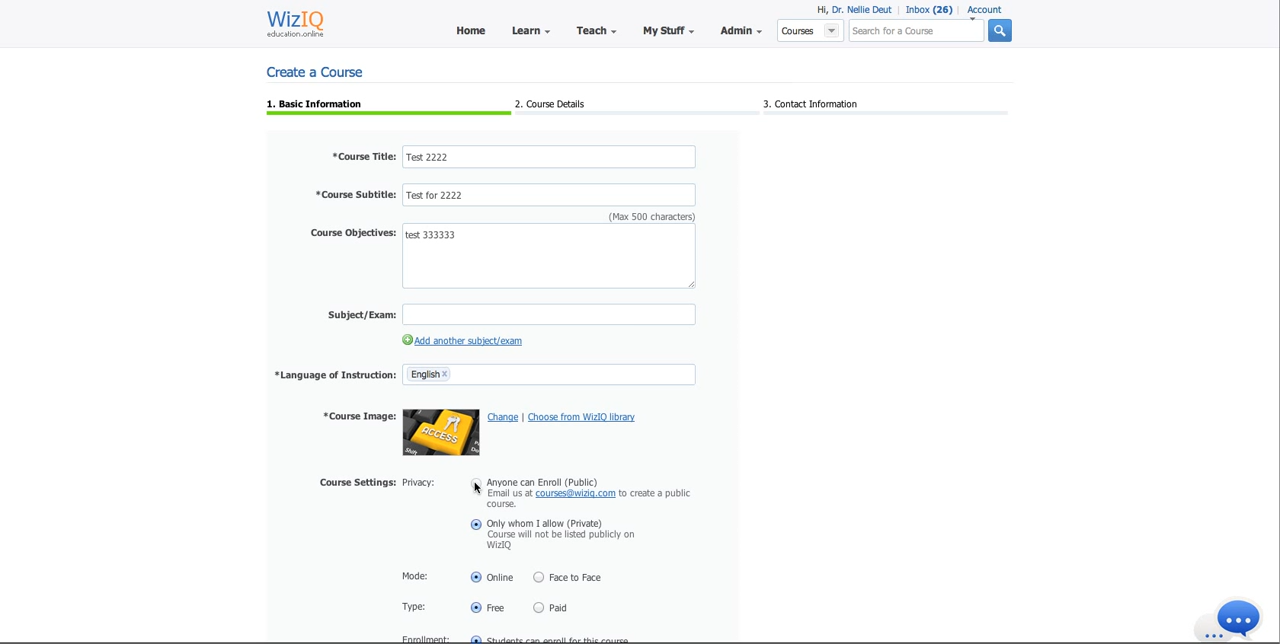 Hi, Dr. Nellie Deut | Inbox (26) | Account
WizIQ
education.online
Home Learn Teach My Stuff Admin Courses Search for a Course
Create a Course
1. Basic Information 2. Course Details 3. Contact Information
*Course Title: Test 2222
*Course Subtitle: Test for 2222
(Max 500 characters)
Course Objectives: test 333333
Subject/Exam:
Add another subject/exam
*Language of Instruction: English x
*Course Image: Change | Choose from WizIQ library
ACCESS
Shift
Course Settings: Privacy: Anyone can Enroll (Public)
Email us at courses@wiziq.com to create a public
course.
Only whom I allow (Private)
Course will not be listed publicly on
WizIQ
Mode: Online Face to Face
Type: Free Paid
Enrollment: Students can enroll for this course